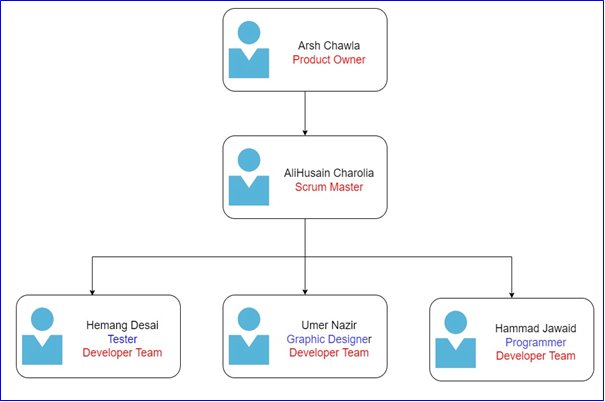 Arsh Chawla
Product Owner
AliHusain Charolia
Scrum Master
Hemang Desai
Tester
Developer Team
Umer Nazir
Graphic Designer
Developer Team
Hammad Jawaid
Programmer
Developer Team